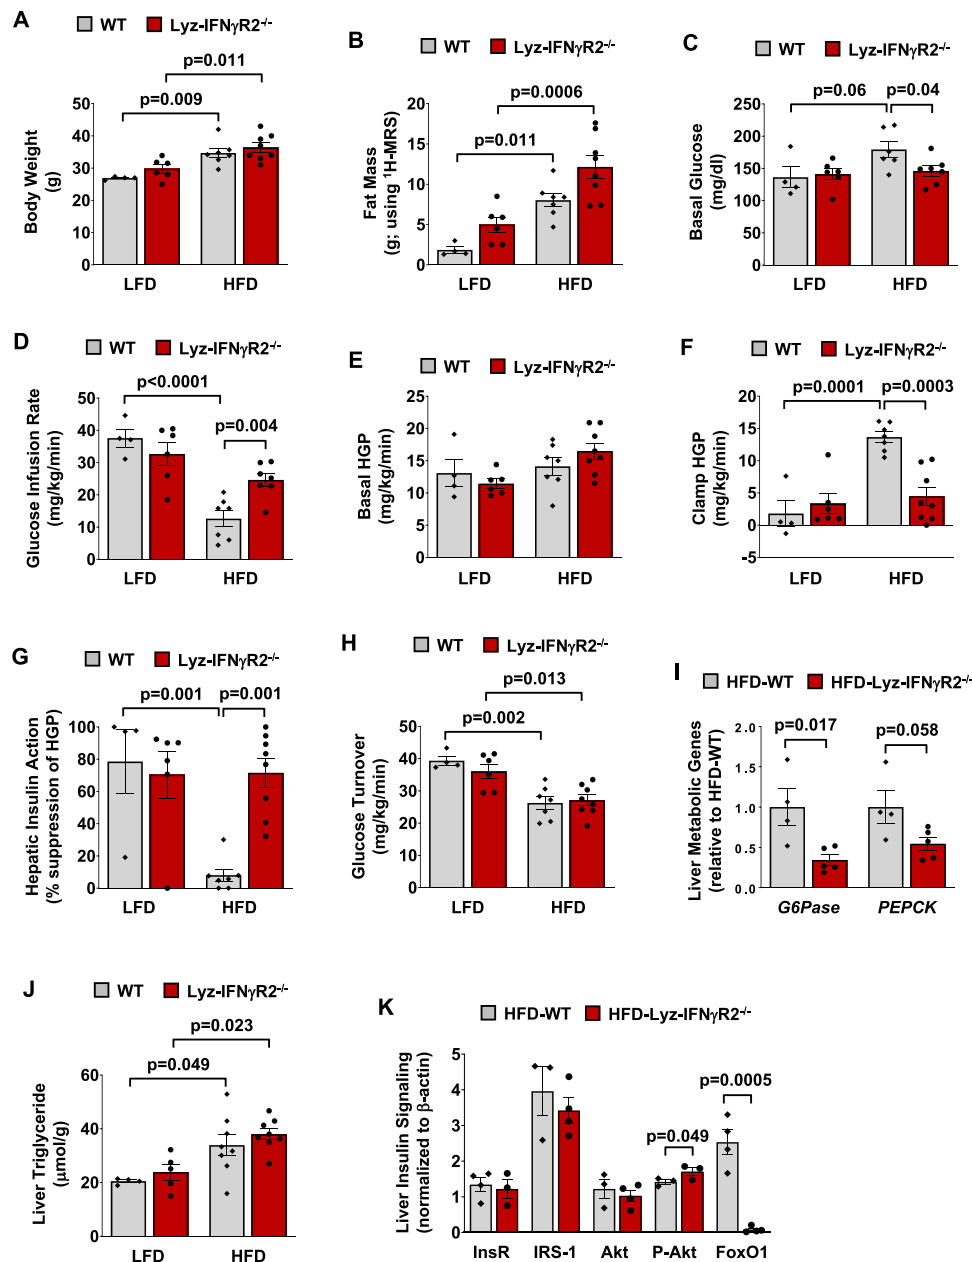 A
WT
Lyz-IFNγR2-/-
p=0.011
p=0.009
Body Weight
(g)
60
40
20
0
LFD
HFD
B
WT
Lyz-IFNγR2-/-
p=0.0006
p=0.011
Fat Mass
(g; using ¹H-MRS)
20
15
10
5
0
LFD
HFD
C
WT
Lyz-IFNγR2-/-
p=0.06
p=0.04
Basal Glucose
(mg/dl)
250
200
150
100
50
0
LFD
HFD
D
WT
Lyz-IFNγR2-/-
p<0.0001
p=0.004
Glucose Infusion Rate
(mg/kg/min)
50
40
30
20
10
0
LFD
HFD
E
WT
Lyz-IFNγR2-/-
Basal HGP
(mg/kg/min)
25
20
15
10
5
0
LFD
HFD
F
WT
Lyz-IFNγR2-/-
p=0.0001
p=0.0003
Clamp HGP
(mg/kg/min)
20
15
10
5
0
-5
LFD
HFD
G
WT
Lyz-IFNγR2-/-
p=0.001
p=0.001
Hepatic Insulin Action
(% suppression of HGP)
100
80
60
40
20
0
LFD
HFD
H
WT
Lyz-IFNγR2-/-
p=0.013
p=0.002
Glucose Turnover
(mg/kg/min)
60
50
40
30
20
10
0
LFD
HFD
I
HFD-WT
HFD-Lyz-IFNγR2-/-
p=0.017
p=0.058
Liver Metabolic Genes
(relative to HFD-WT)
2.0
1.5
1.0
0.5
0.0
G6Pase
PEPCK
J
WT
Lyz-IFNγR2-/-
p=0.023
p=0.049
Liver Triglyceride
(μmol/g)
60
40
20
0
LFD
HFD
K
HFD-WT
HFD-Lyz-IFNγR2-/-
p=0.0005
p=0.049
Liver Insulin Signaling
(normalized to β-actin)
5
4
3
2
1
0
InsR
IRS-1
Akt
P-Akt
FoxO1